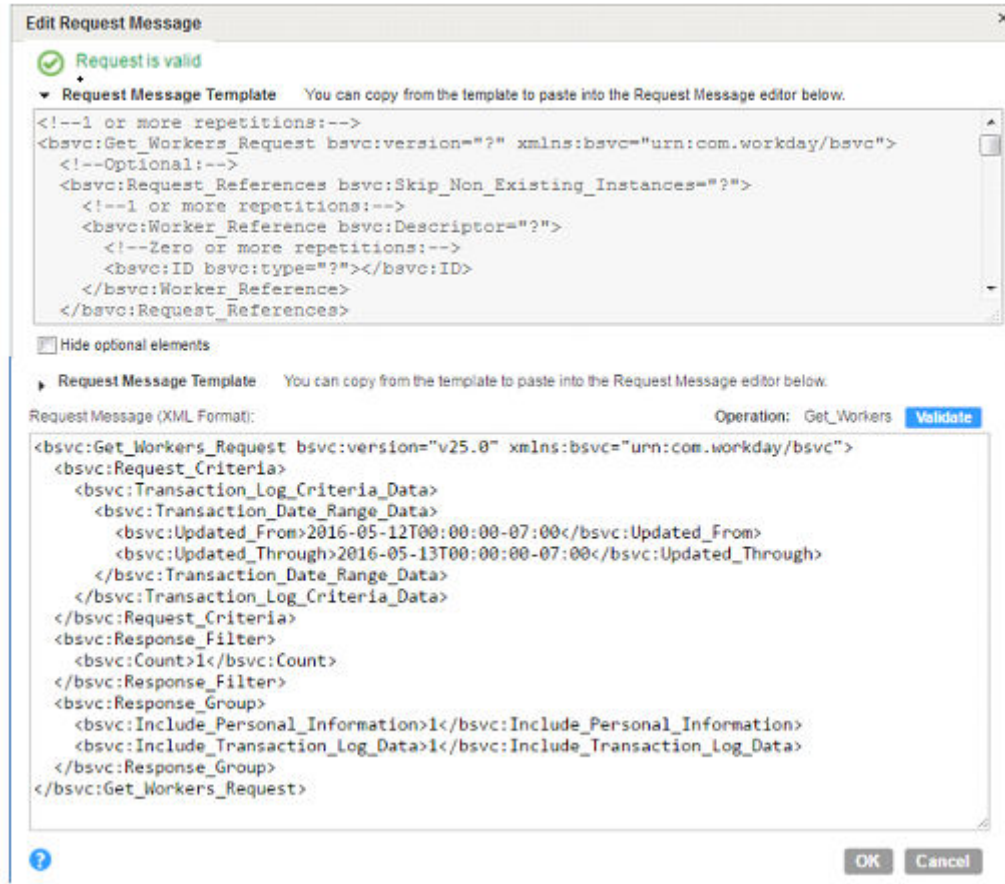 Edit Request Message
Request is valid
Request Message Template You can copy from the template to paste into the Request Message editor below.
<!--1 or more repetitions:-->
<bsvc:Get_Workers_Request bsvc:version="?" xmlns:bsvc="urn:com.workday/bsvc">
  <!--Optional:-->
  <bsvc:Request_References bsvc:Skip_Non_Existing_Instances="?">
    <!--1 or more repetitions:-->
    <bsvc:Worker_Reference bsvc:Descriptor="?">
      <!--Zero or more repetitions:-->
      <bsvc:ID bsvc:type="?"></bsvc:ID>
    </bsvc:Worker_Reference>
  </bsvc:Request_References>
Hide optional elements
Request Message Template You can copy from the template to paste into the Request Message editor below.
Request Message (XML Format): Operation: Get_Workers Validate
<bsvc:Get_Workers_Request bsvc:version="v25.0" xmlns:bsvc="urn:com.workday/bsvc">
  <bsvc:Request_Criteria>
    <bsvc:Transaction_Log_Criteria_Data>
      <bsvc:Transaction_Date_Range_Data>
        <bsvc:Updated_From>2016-05-12T00:00:00-07:00</bsvc:Updated_From>
        <bsvc:Updated_Through>2016-05-13T00:00:00-07:00</bsvc:Updated_Through>
      </bsvc:Transaction_Date_Range_Data>
    </bsvc:Transaction_Log_Criteria_Data>
  </bsvc:Request_Criteria>
  <bsvc:Response_Filter>
    <bsvc:Count>1</bsvc:Count>
  </bsvc:Response_Filter>
  <bsvc:Response_Group>
    <bsvc:Include_Personal_Information>1</bsvc:Include_Personal_Information>
    <bsvc:Include_Transaction_Log_Data>1</bsvc:Include_Transaction_Log_Data>
  </bsvc:Response_Group>
</bsvc:Get_Workers_Request>
? OK Cancel